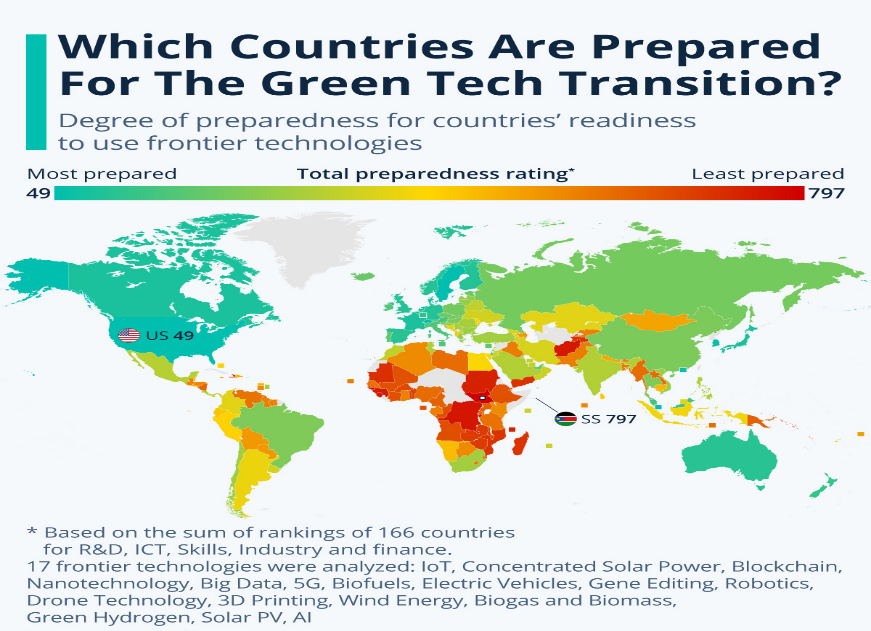 Which Countries Are Prepared
For The Green Tech Transition?
Degree of preparedness for countries’ readiness
to use frontier technologies
Most prepared Total preparedness rating* Least prepared
49 797
US 49
SS 797
* Based on the sum of rankings of 166 countries
for R&D, ICT, Skills, Industry and finance.
17 frontier technologies were analyzed: IoT, Concentrated Solar Power, Blockchain,
Nanotechnology, Big Data, 5G, Biofuels, Electric Vehicles, Gene Editing, Robotics,
Drone Technology, 3D Printing, Wind Energy, Biogas and Biomass,
Green Hydrogen, Solar PV, AI